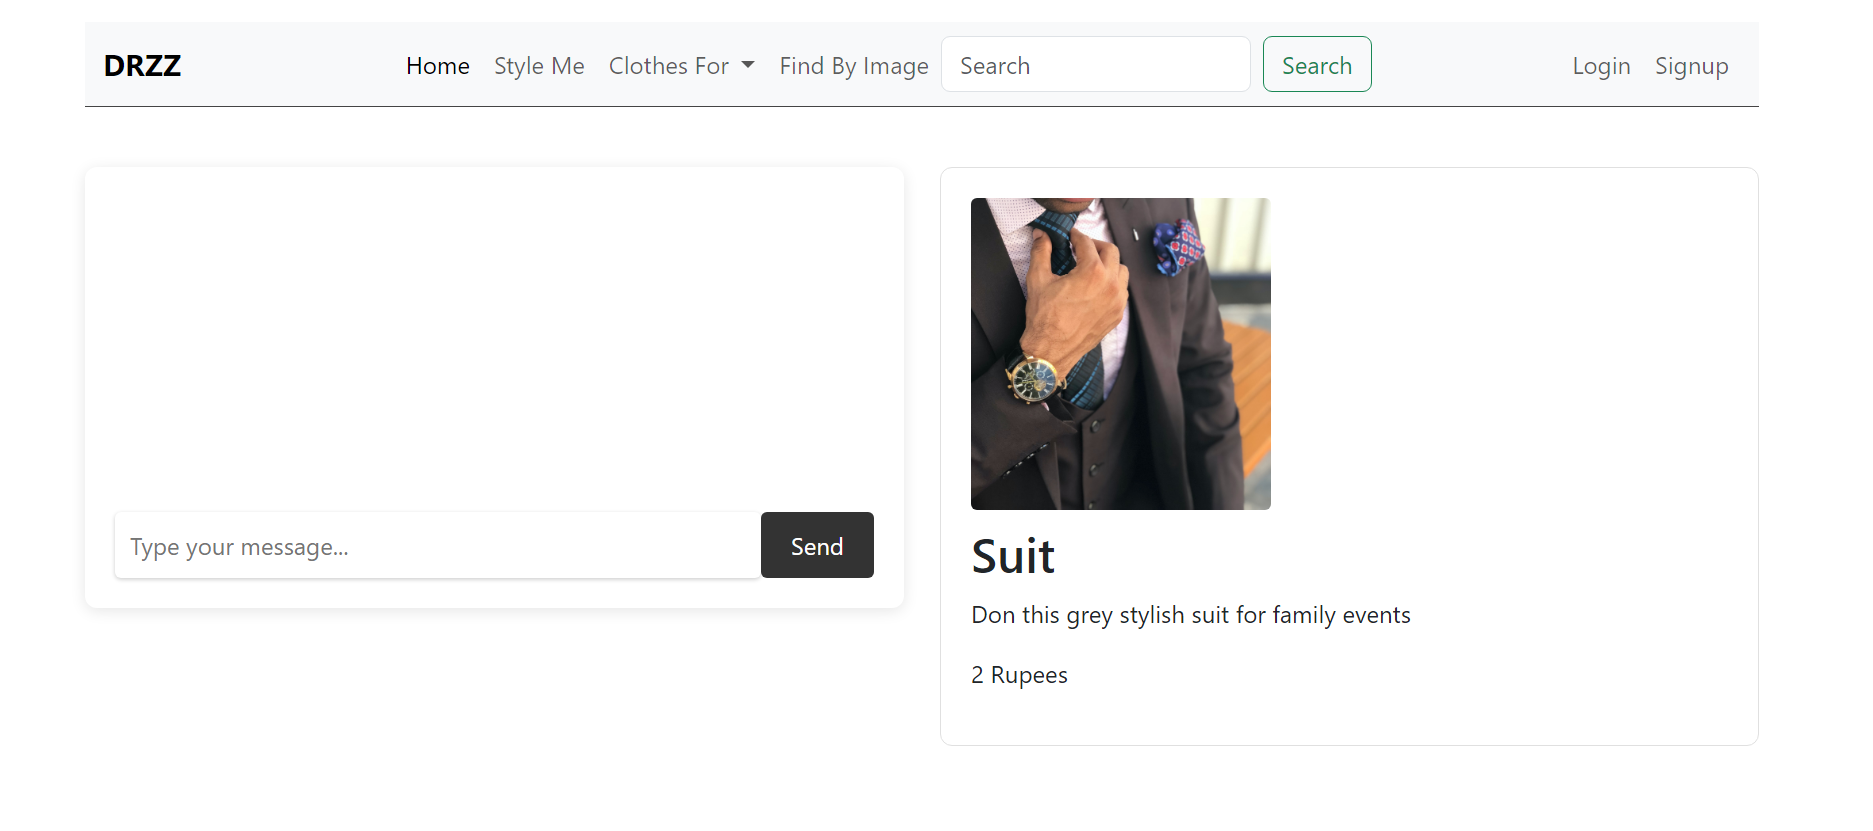 DRZZ Home Style Me Clothes For Find By Image Search Search Login Signup
Type your message... Send
Suit
Don this grey stylish suit for family events
2 Rupees